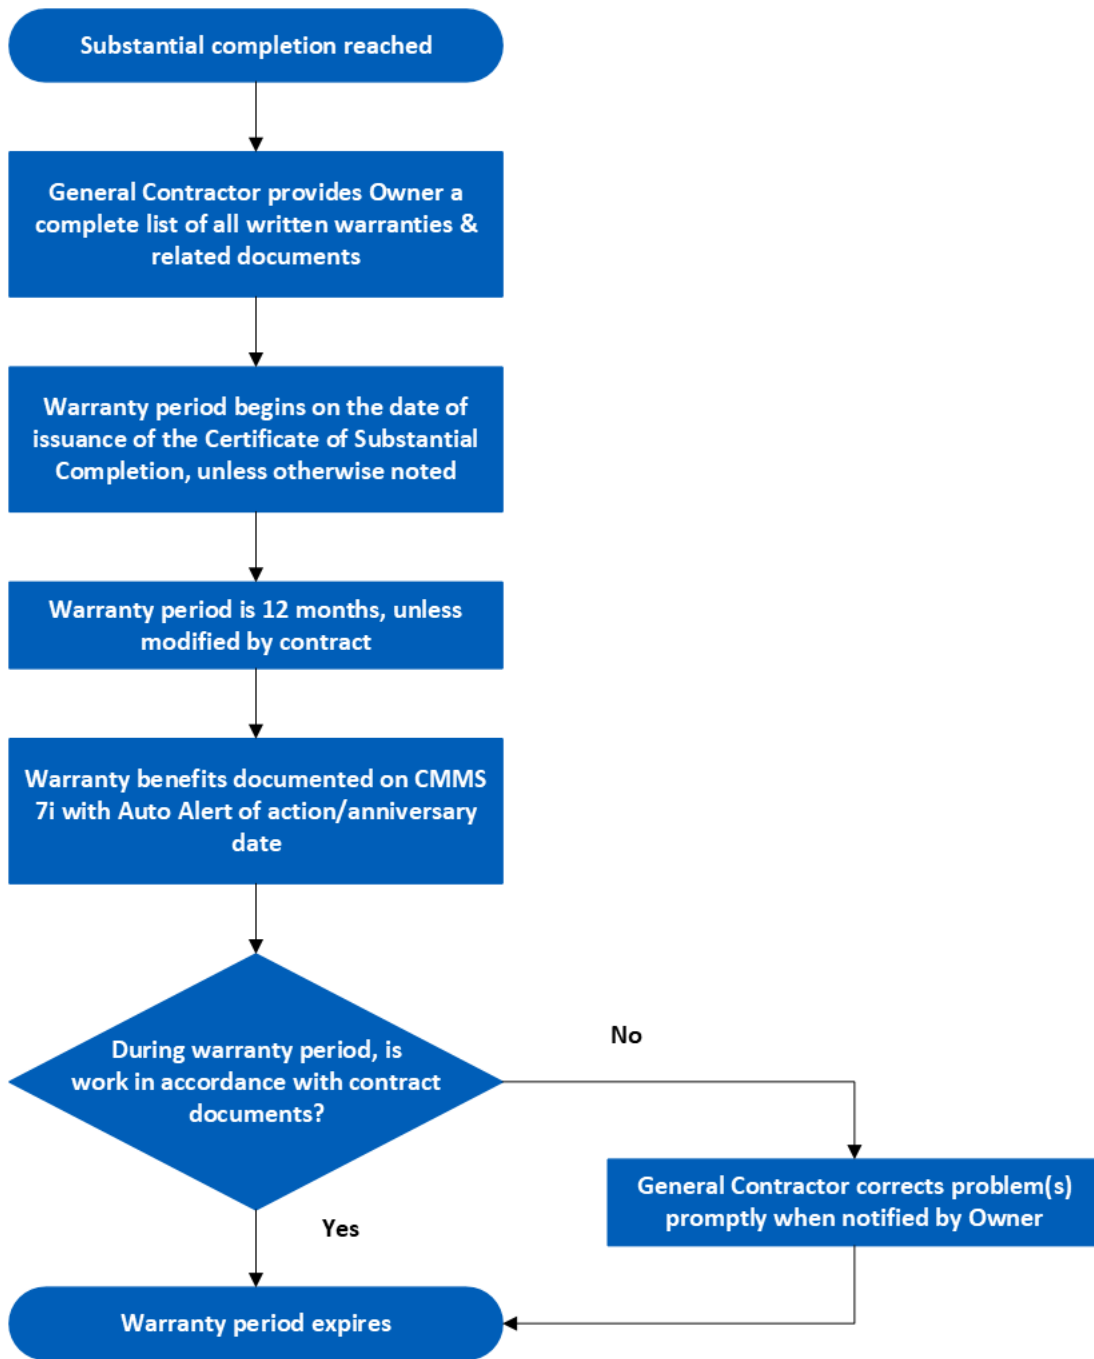 Substantial completion reached
General Contractor provides Owner a
complete list of all written warranties &
related documents
Warranty period begins on the date of
issuance of the Certificate of Substantial
Completion, unless otherwise noted
Warranty period is 12 months, unless
modified by contract
Warranty benefits documented on CMMS
7i with Auto Alert of action/anniversary
date
During warranty period, is
work in accordance with contract
documents?
No
General Contractor corrects problem(s)
promptly when notified by Owner
Yes
Warranty period expires